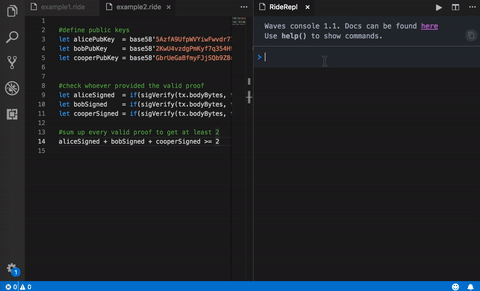 example1.ride
example2.ride
RideRepl
1
2 #define public keys
3 let alicePubKey = base58'5AzfA9UfpWVYiwFwvdr7
4 let bobPubKey = base58'2KwU4vzdgPmKyf7q354H
5 let cooperPubKey = base58'GbrUeGaBfmyFJjSQb9Z8
6
7
8 #check whoever provided the valid proof
9 let aliceSigned = if(sigVerify(tx.bodyBytes,
10 let bobSigned = if(sigVerify(tx.bodyBytes,
11 let cooperSigned = if(sigVerify(tx.bodyBytes,
12
13 #sum up every valid proof to get at least 2
14 aliceSigned + bobSigned + cooperSigned >= 2
15
Waves console 1.1. Docs can be found here
Use help() to show commands.
>
1
0 0